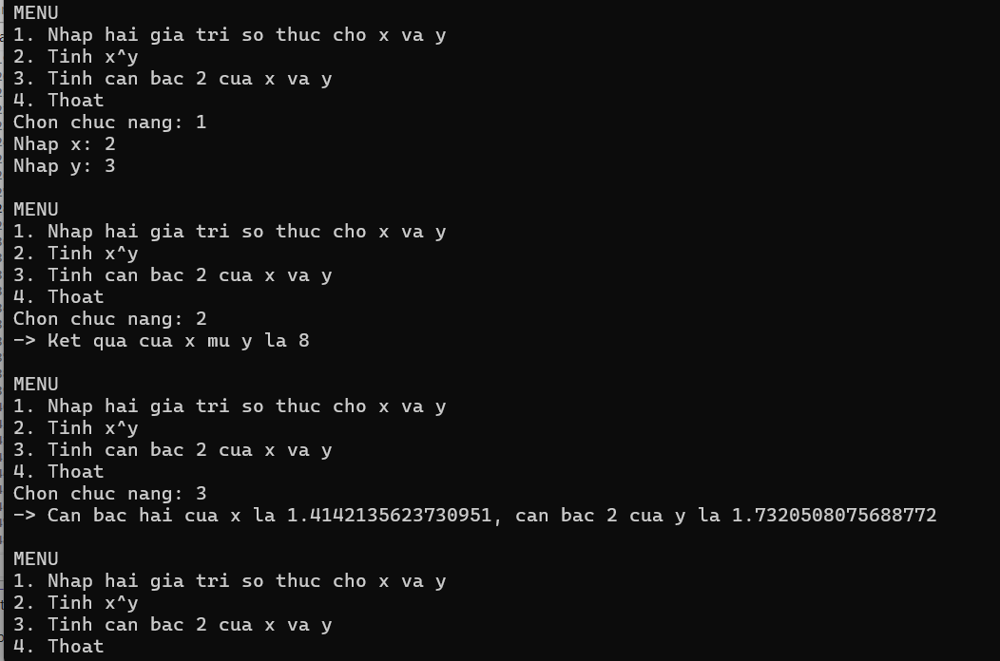 MENU
1. Nhap hai gia tri so thuc cho x va y
2. Tinh x^y
3. Tinh can bac 2 cua x va y
4. Thoat
Chon chuc nang: 1
Nhap x: 2
Nhap y: 3
MENU
1. Nhap hai gia tri so thuc cho x va y
2. Tinh x^y
3. Tinh can bac 2 cua x va y
4. Thoat
Chon chuc nang: 2
-> Ket qua cua x mu y la 8
MENU
1. Nhap hai gia tri so thuc cho x va y
2. Tinh x^y
3. Tinh can bac 2 cua x va y
4. Thoat
Chon chuc nang: 3
-> Can bac hai cua x la 1.4142135623730951, can bac 2 cua y la 1.7320508075688772
MENU
1. Nhap hai gia tri so thuc cho x va y
2. Tinh x^y
3. Tinh can bac 2 cua x va y
4. Thoat